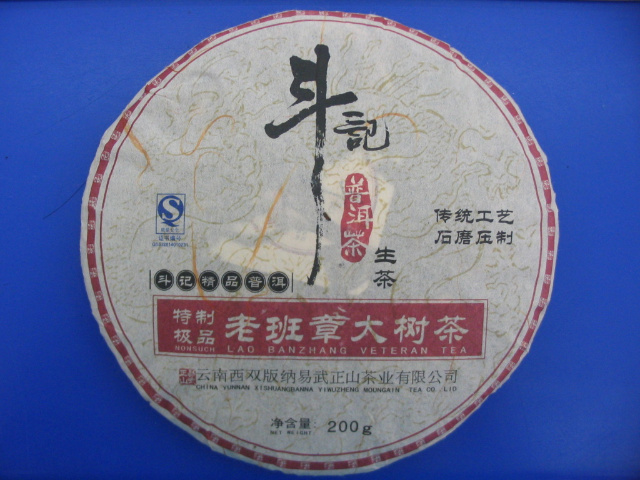 斗記
普洱茶
生茶
传统工艺
石磨压制
斗记精品普洱
特制
极品
老班章大树茶
NONSUCH LAO BANZHANG VETERAN TEA
云南西双版纳易武正山茶业有限公司
CHINA YUNNAN XISHUANGBANNA YIWUZHENG MOUNGAIN TEA CO.,LTD
净含量: 200g
NET WEIGHT: